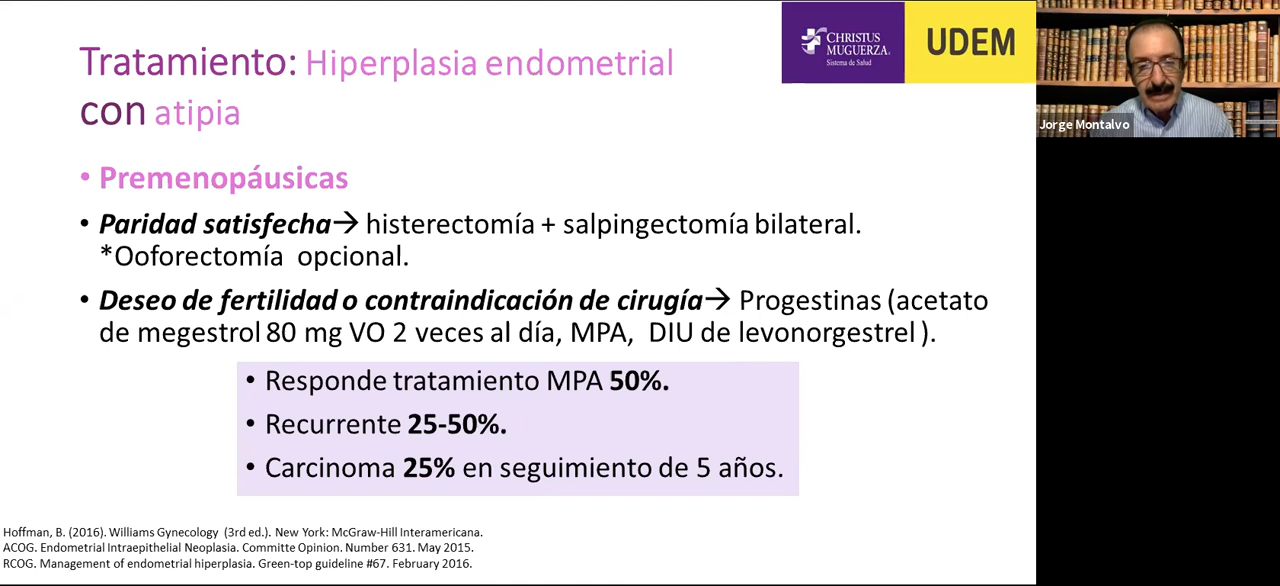 Tratamiento: Hiperplasia endometrial
con atipia
CHRISTUS
MUGUERZA®
Sistema de Salud
UDEM
Jorge Montalvo
• Premenopáusicas
• Paridad satisfecha→ histerectomía + salpingectomía bilateral.
*Ooforectomía opcional.
• Deseo de fertilidad o contraindicación de cirugía→ Progestinas (acetato
de megestrol 80 mg VO 2 veces al día, MPA, DIU de levonorgestrel ).
• Responde tratamiento MPA 50%.
• Recurrente 25-50%.
• Carcinoma 25% en seguimiento de 5 años.
Hoffman, B. (2016). Williams Gynecology (3rd ed.). New York: McGraw-Hill Interamericana.
ACOG. Endometrial Intraepithelial Neoplasia. Committe Opinion. Number 631. May 2015.
RCOG. Management of endometrial hyperplasia. Green-top guideline #67. February 2016.